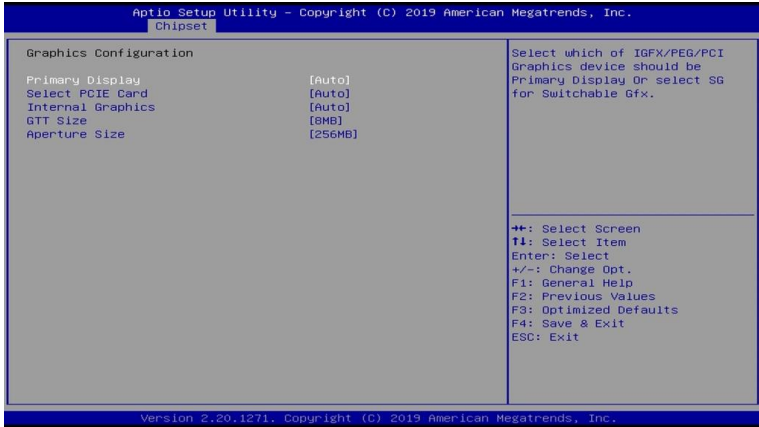 Aptio Setup Utility – Copyright (C) 2019 American Megatrends, Inc.
Chipset
Graphics Configuration
Primary Display [Auto]
Select PCIE Card [Auto]
Internal Graphics [Auto]
GTT Size [8MB]
Aperture Size [256MB]
Select which of IGFX/PEG/PCI
Graphics device should be
Primary Display Or select SG
for Switchable Gfx.
→←: Select Screen
↑↓: Select Item
Enter: Select
+/-: Change Opt.
F1: General Help
F2: Previous Values
F3: Optimized Defaults
F4: Save & Exit
ESC: Exit
Version 2.20.1271. Copyright (C) 2019 American Megatrends, Inc.